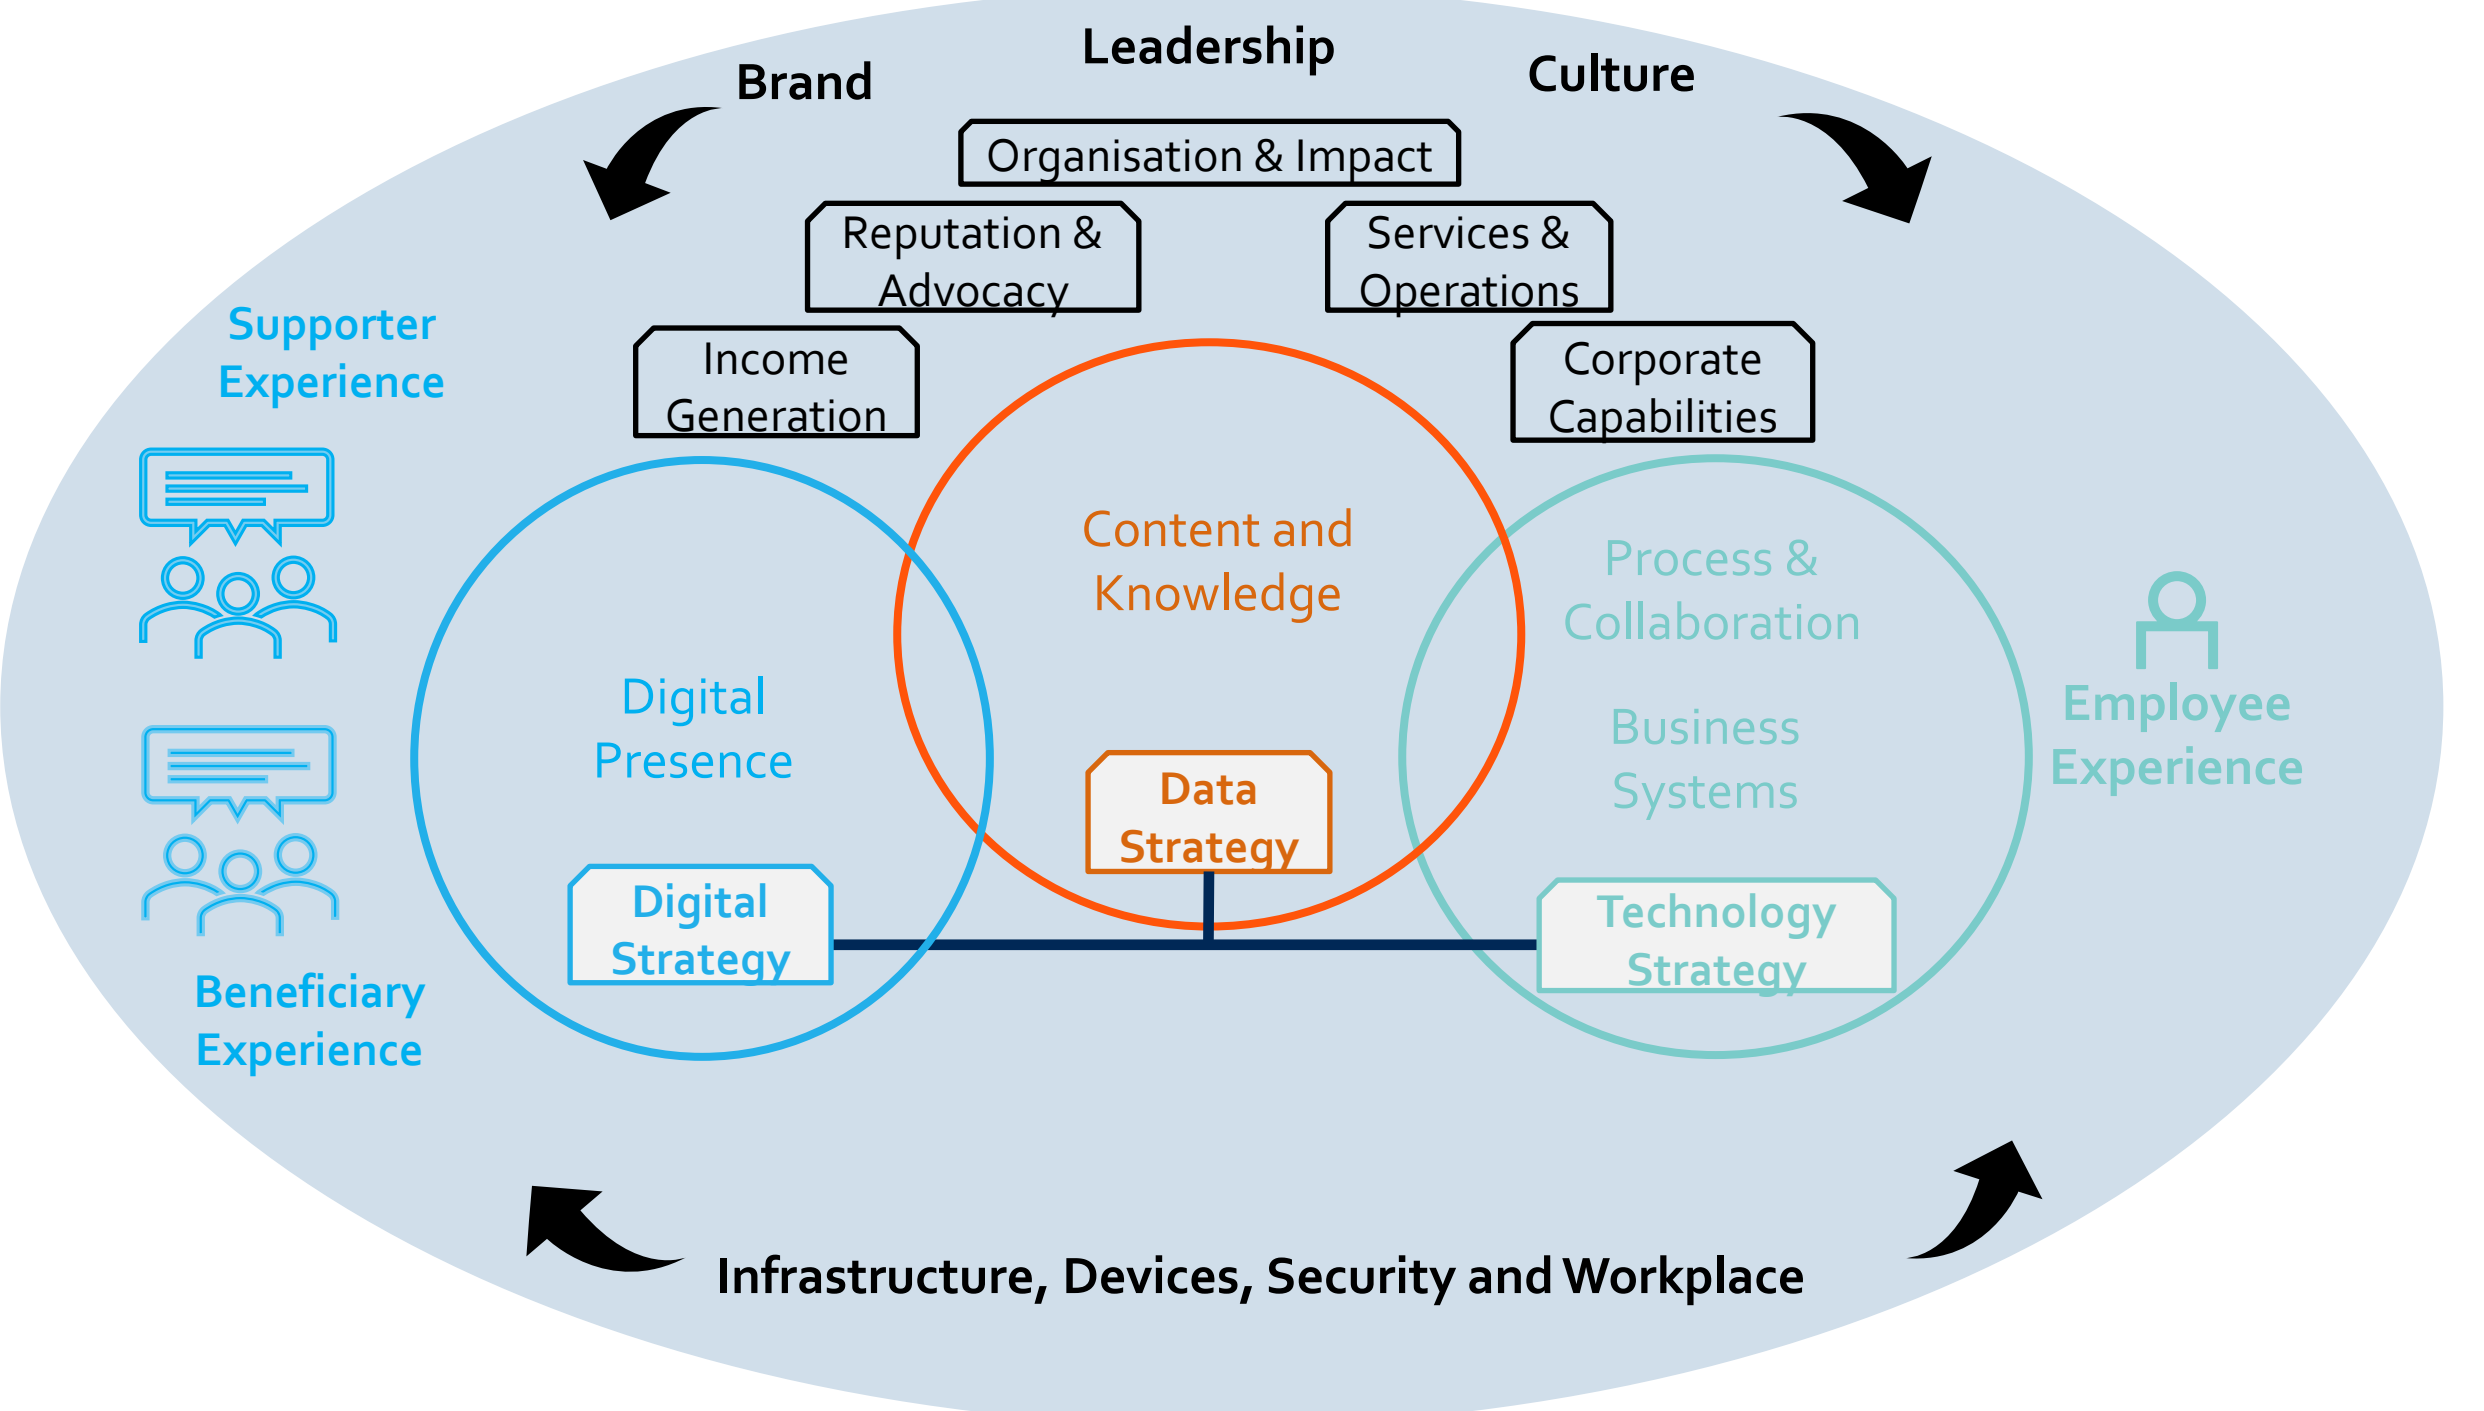 Leadership
Brand
Culture
Organisation & Impact
Reputation &
Advocacy
Services &
Operations
Supporter
Experience
Income
Generation
Corporate
Capabilities
Content and
Knowledge
Process &
Collaboration
Digital
Presence
Business
Systems
Employee
Experience
Data
Strategy
Digital
Strategy
Technology
Strategy
Beneficiary
Experience
Infrastructure, Devices, Security and Workplace